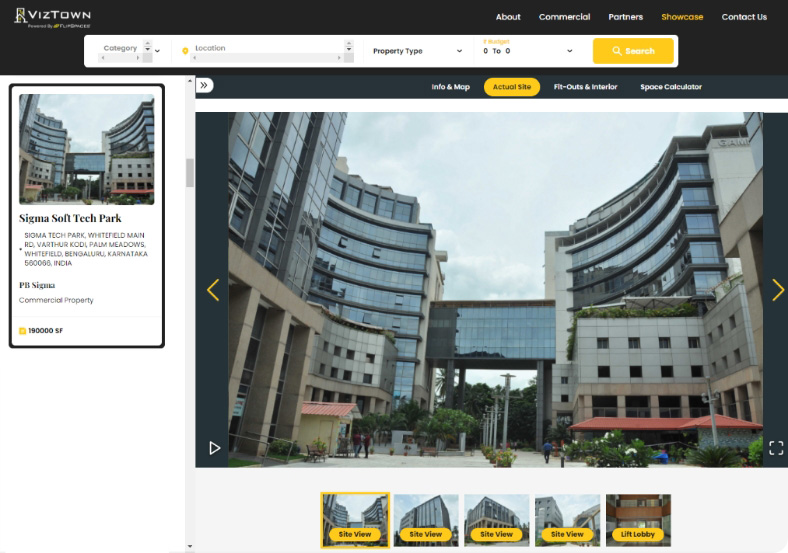 VIZTOWN
Powered By FLIPSPACES
About
Commercial
Partners
Showcase
Contact Us
Category
Location
Property Type
Budget
0 To 0
Search
Info & Map
Actual Site
Fit-Outs & Interior
Space Calculator
Sigma Soft Tech Park
SIGMA TECH PARK, WHITEFIELD MAIN
RD, VARTHUR KODI, PALM MEADOWS,
WHITEFIELD, BENGALURU, KARNATAKA
560066, INDIA
PB Sigma
Commercial Property
190000 SF
Site View
Site View
Site View
Site View
Lift Lobby